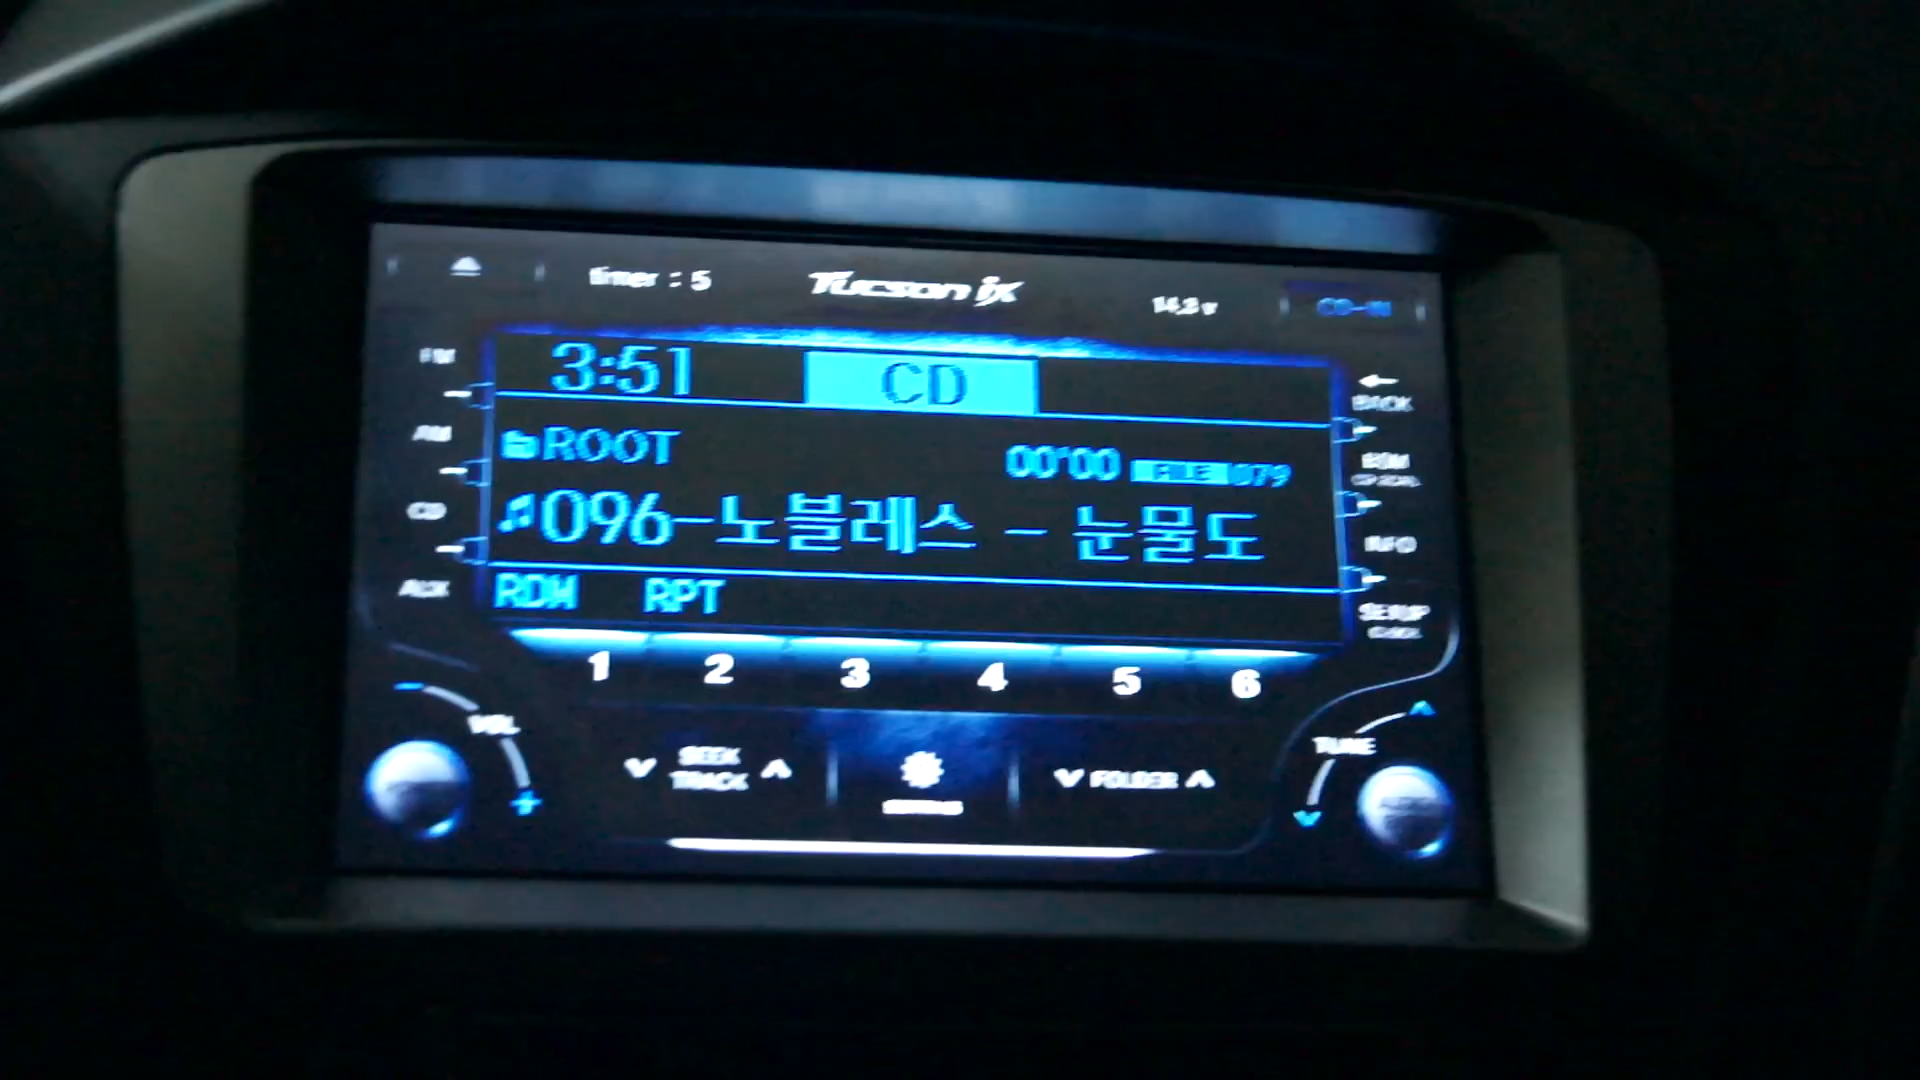 timer : 5 Tucson ix 14.3v CD-IN
FM 3:51 CD
BACK
AM ROOT 00'00 FILE 079
RDM
CD 096-노블레스 - 눈물도
INFO
AUX RDM RPT
SETUP
CLOCK
1 2 3 4 5 6
VOL
SEEK
TRACK
FOLDER
TUNE